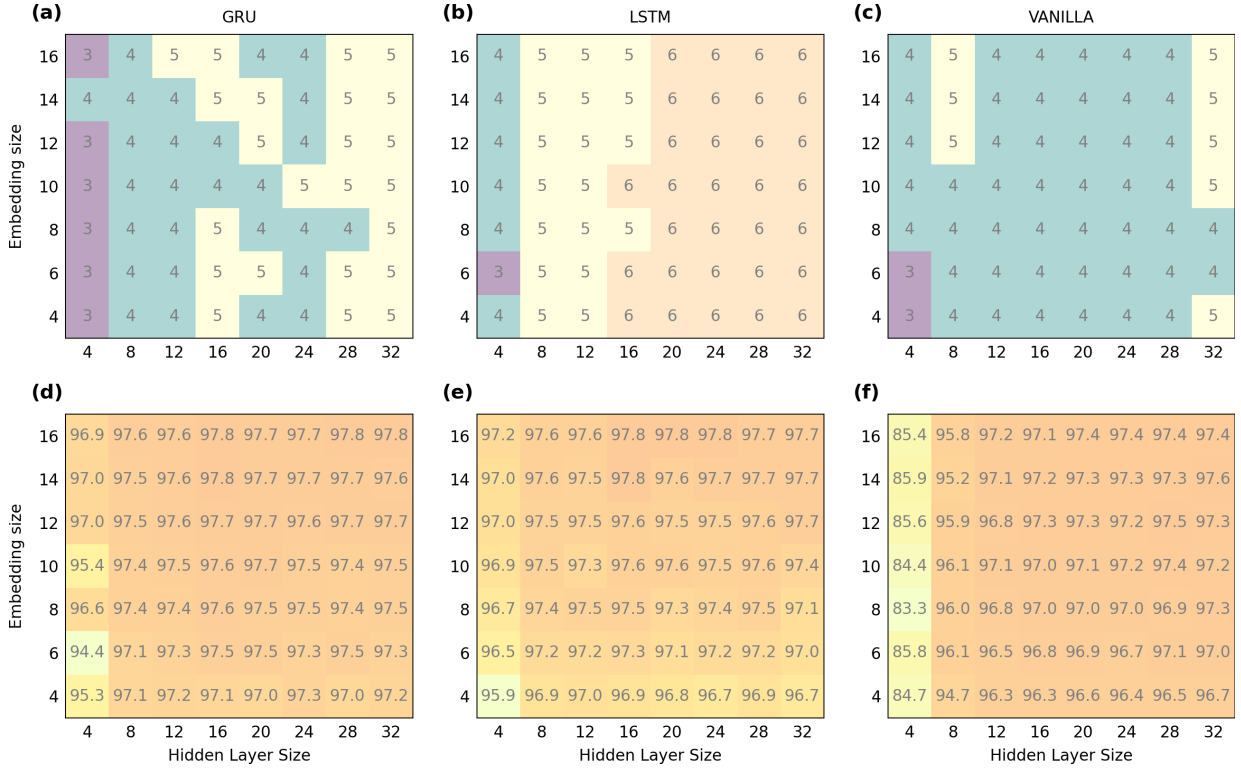 (a) GRU (b) LSTM (c) VANILLA
16 3 4 5 5 4 4 5 5 16 4 5 5 5 6 6 6 6 16 4 5 4 4 4 4 4 5
14 4 4 4 5 5 4 5 5 14 4 5 5 5 6 6 6 6 14 4 5 4 4 4 4 4 5
12 3 4 4 4 5 4 5 5 12 4 5 5 5 6 6 6 6 12 4 5 4 4 4 4 4 5
10 3 4 4 4 4 5 5 5 10 4 5 5 6 6 6 6 6 10 4 4 4 4 4 4 4 5
8 3 4 4 5 4 4 4 5 8 4 5 5 5 6 6 6 6 8 4 4 4 4 4 4 4 4
6 3 4 4 5 5 4 5 5 6 3 5 5 6 6 6 6 6 6 3 4 4 4 4 4 4 4
4 3 4 4 5 4 4 5 5 4 4 5 5 6 6 6 6 6 4 3 4 4 4 4 4 4 5
4 8 12 16 20 24 28 32 4 8 12 16 20 24 28 32 4 8 12 16 20 24 28 32
Embedding size
(d) (e) (f)
16 96.9 97.6 97.6 97.8 97.7 97.7 97.8 97.8 16 97.2 97.6 97.6 97.8 97.8 97.8 97.7 97.7 16 85.4 95.8 97.2 97.1 97.4 97.4 97.4 97.4
14 97.0 97.5 97.6 97.8 97.7 97.7 97.7 97.6 14 97.0 97.6 97.5 97.8 97.6 97.7 97.7 97.7 14 85.9 95.2 97.1 97.2 97.3 97.3 97.3 97.6
12 97.0 97.5 97.6 97.7 97.7 97.6 97.7 97.7 12 97.0 97.5 97.5 97.6 97.5 97.5 97.6 97.7 12 85.6 95.9 96.8 97.3 97.3 97.2 97.5 97.3
10 95.4 97.4 97.5 97.6 97.7 97.5 97.4 97.5 10 96.9 97.5 97.3 97.6 97.6 97.5 97.6 97.4 10 84.4 96.1 97.1 97.0 97.1 97.2 97.4 97.2
8 96.6 97.4 97.4 97.6 97.5 97.5 97.4 97.5 8 96.7 97.4 97.5 97.5 97.3 97.4 97.5 97.1 8 83.3 96.0 96.8 97.0 97.0 97.0 96.9 97.3
6 94.4 97.1 97.3 97.5 97.5 97.3 97.5 97.3 6 96.5 97.2 97.2 97.3 97.1 97.2 97.2 97.0 6 85.8 96.1 96.5 96.8 96.9 96.7 97.1 97.0
4 95.3 97.1 97.2 97.1 97.0 97.3 97.0 97.2 4 95.9 96.9 97.0 96.9 96.8 96.7 96.9 96.7 4 84.7 94.7 96.3 96.3 96.6 96.4 96.5 96.7
4 8 12 16 20 24 28 32 4 8 12 16 20 24 28 32 4 8 12 16 20 24 28 32
Embedding size
Hidden Layer Size Hidden Layer Size Hidden Layer Size